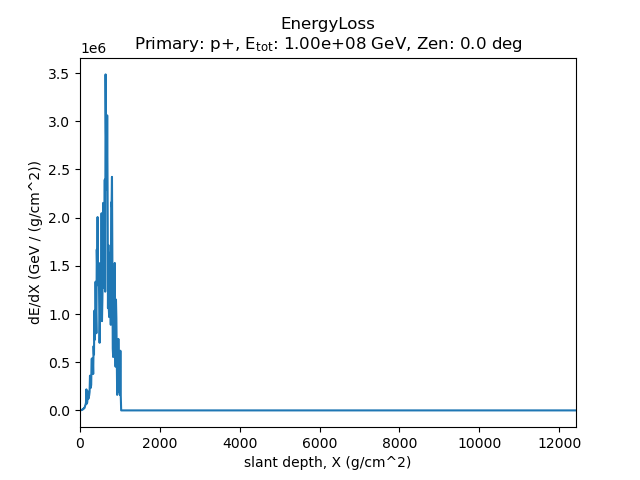 EnergyLoss
Primary: p+, E_tot: 1.00e+08 GeV, Zen: 0.0 deg
1e6
3.5
3.0
2.5
2.0
1.5
1.0
0.5
0.0
dE/dX (GeV / (g/cm^2))
0 2000 4000 6000 8000 10000 12000
slant depth, X (g/cm^2)